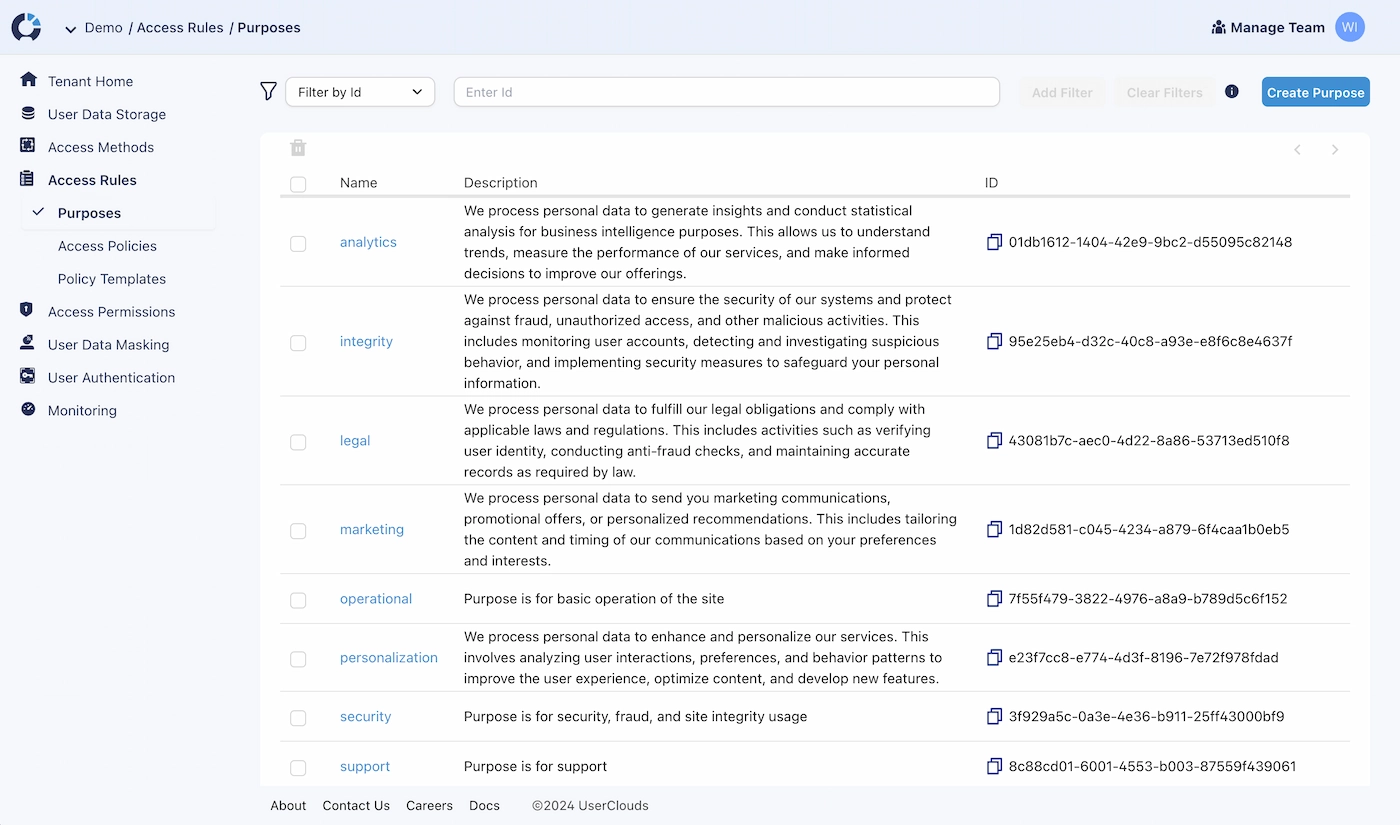 Demo / Access Rules / Purposes
Manage Team
WI
Tenant Home
User Data Storage
Access Methods
Access Rules
Purposes
Access Policies
Policy Templates
Access Permissions
User Data Masking
User Authentication
Monitoring
Filter by Id
Enter Id
Add Filter
Clear Filters
Create Purpose
Name Description ID
analytics
We process personal data to generate insights and conduct statistical
analysis for business intelligence purposes. This allows us to understand
trends, measure the performance of our services, and make informed
decisions to improve our offerings.
01db1612-1404-42e9-9bc2-d55095c82148
integrity
We process personal data to ensure the security of our systems and protect
against fraud, unauthorized access, and other malicious activities. This
includes monitoring user accounts, detecting and investigating suspicious
behavior, and implementing security measures to safeguard your personal
information.
95e25eb4-d32c-40c8-a93e-e8f6c8e4637f
legal
We process personal data to fulfill our legal obligations and comply with
applicable laws and regulations. This includes activities such as verifying
user identity, conducting anti-fraud checks, and maintaining accurate
records as required by law.
43081b7c-aec0-4d22-8a86-53713ed510f8
marketing
We process personal data to send you marketing communications,
promotional offers, or personalized recommendations. This includes tailoring
the content and timing of our communications based on your preferences
and interests.
1d82d581-c045-4234-a879-6f4caa1b0eb5
operational
Purpose is for basic operation of the site
7f55f479-3822-4976-a8a9-b789d5c6f152
personalization
We process personal data to enhance and personalize our services. This
involves analyzing user interactions, preferences, and behavior patterns to
improve the user experience, optimize content, and develop new features.
e23f7cc8-e774-4d3f-8196-7e72f978fdad
security
Purpose is for security, fraud, and site integrity usage
3f929a5c-0a3e-4e36-b911-25ff43000bf9
support
Purpose is for support
8c88cd01-6001-4553-b003-87559f439061
About Contact Us Careers Docs ©2024 UserClouds